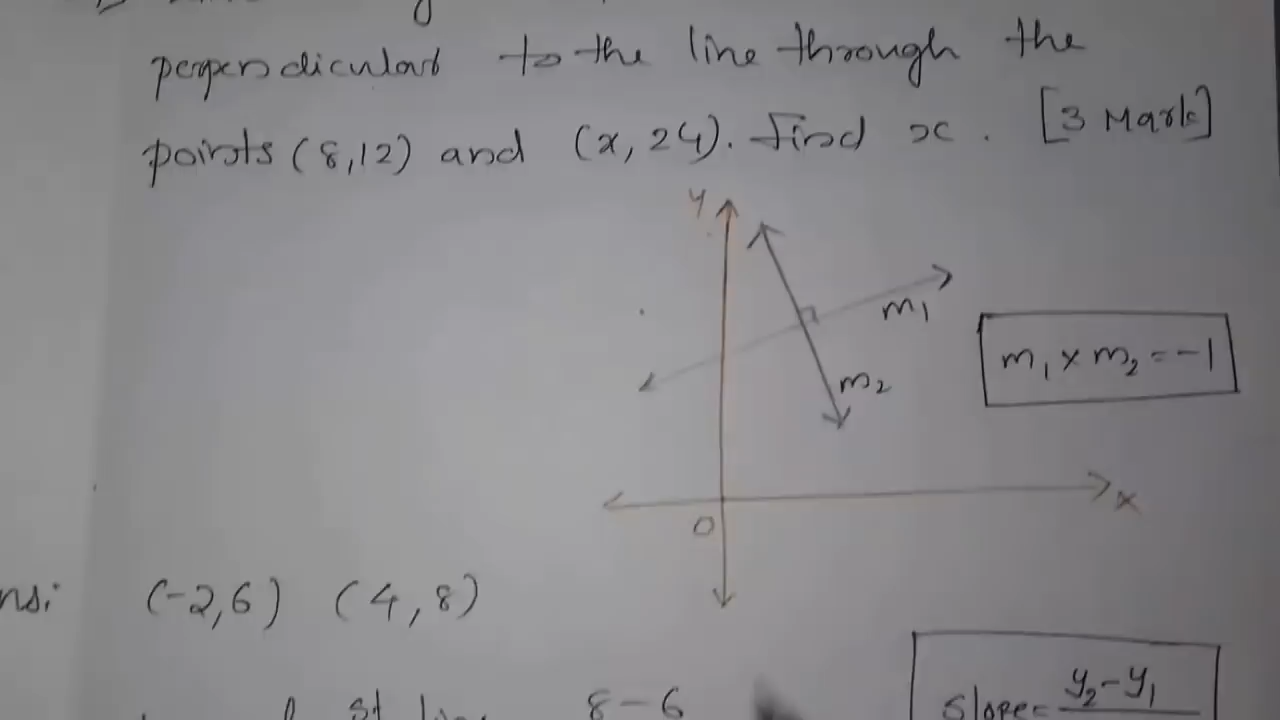 perpendicular to the line through the
points (8,12) and (x, 24). Find x. [3 Mark]
Y
m1
m1 x m2 = -1
m2
X
O
Ans: (-2,6) (4,8)
8-6
Slope= y2-y1